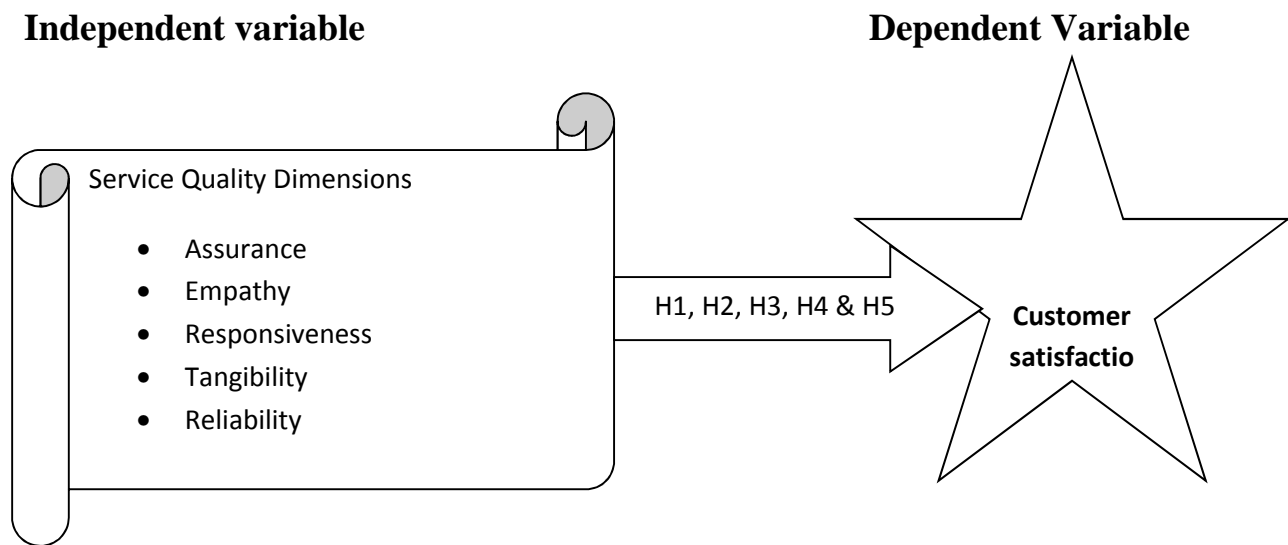 Independent variable
Dependent Variable
Service Quality Dimensions
• Assurance
• Empathy
• Responsiveness
• Tangibility
• Reliability
H1, H2, H3, H4 & H5
Customer
satisfactio